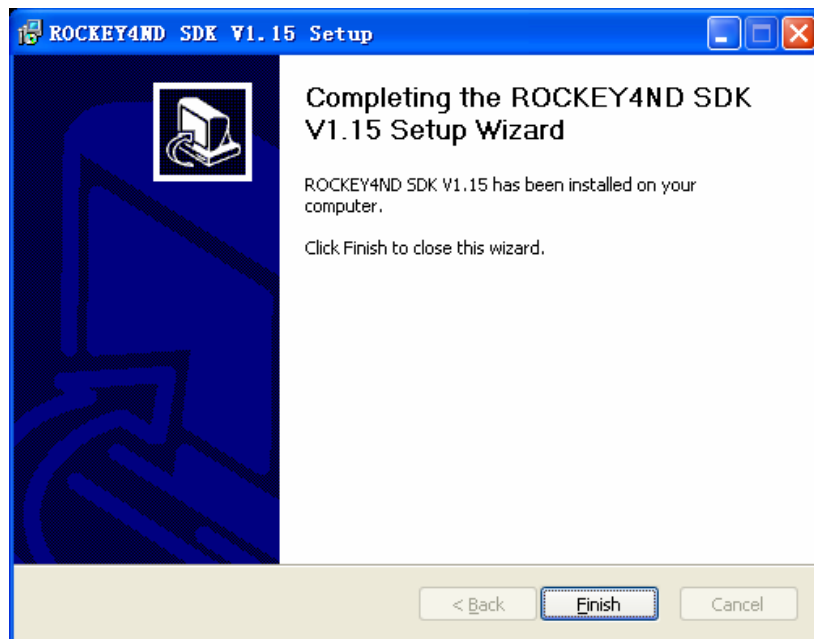 ROCKEY4ND SDK V1.15 Setup
Completing the ROCKEY4ND SDK
V1.15 Setup Wizard
ROCKEY4ND SDK V1.15 has been installed on your
computer.
Click Finish to close this wizard.
< Back Finish Cancel